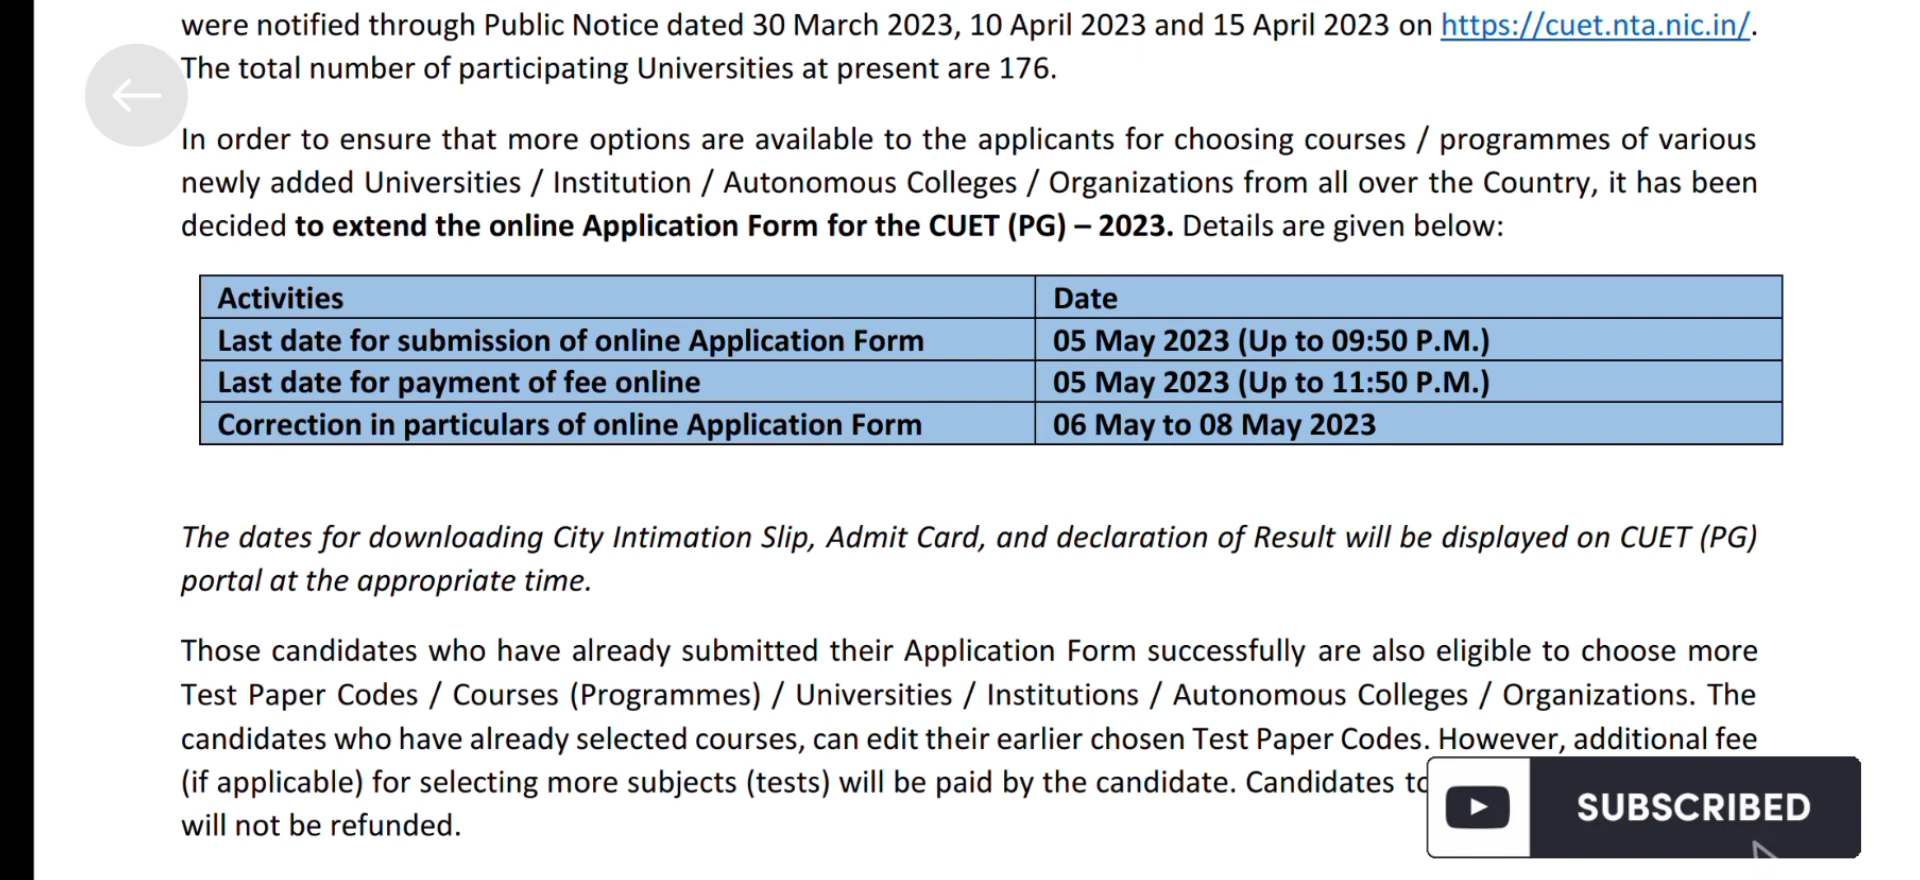 were notified through Public Notice dated 30 March 2023, 10 April 2023 and 15 April 2023 on https://cuet.nta.nic.in/.
The total number of participating Universities at present are 176.
In order to ensure that more options are available to the applicants for choosing courses / programmes of various
newly added Universities / Institution / Autonomous Colleges / Organizations from all over the Country, it has been
decided to extend the online Application Form for the CUET (PG) – 2023. Details are given below:
Activities Date
Last date for submission of online Application Form 05 May 2023 (Up to 09:50 P.M.)
Last date for payment of fee online 05 May 2023 (Up to 11:50 P.M.)
Correction in particulars of online Application Form 06 May to 08 May 2023
The dates for downloading City Intimation Slip, Admit Card, and declaration of Result will be displayed on CUET (PG)
portal at the appropriate time.
Those candidates who have already submitted their Application Form successfully are also eligible to choose more
Test Paper Codes / Courses (Programmes) / Universities / Institutions / Autonomous Colleges / Organizations. The
candidates who have already selected courses, can edit their earlier chosen Test Paper Codes. However, additional fee
(if applicable) for selecting more subjects (tests) will be paid by the candidate. Candidates
will not be refunded.
SUBSCRIBED